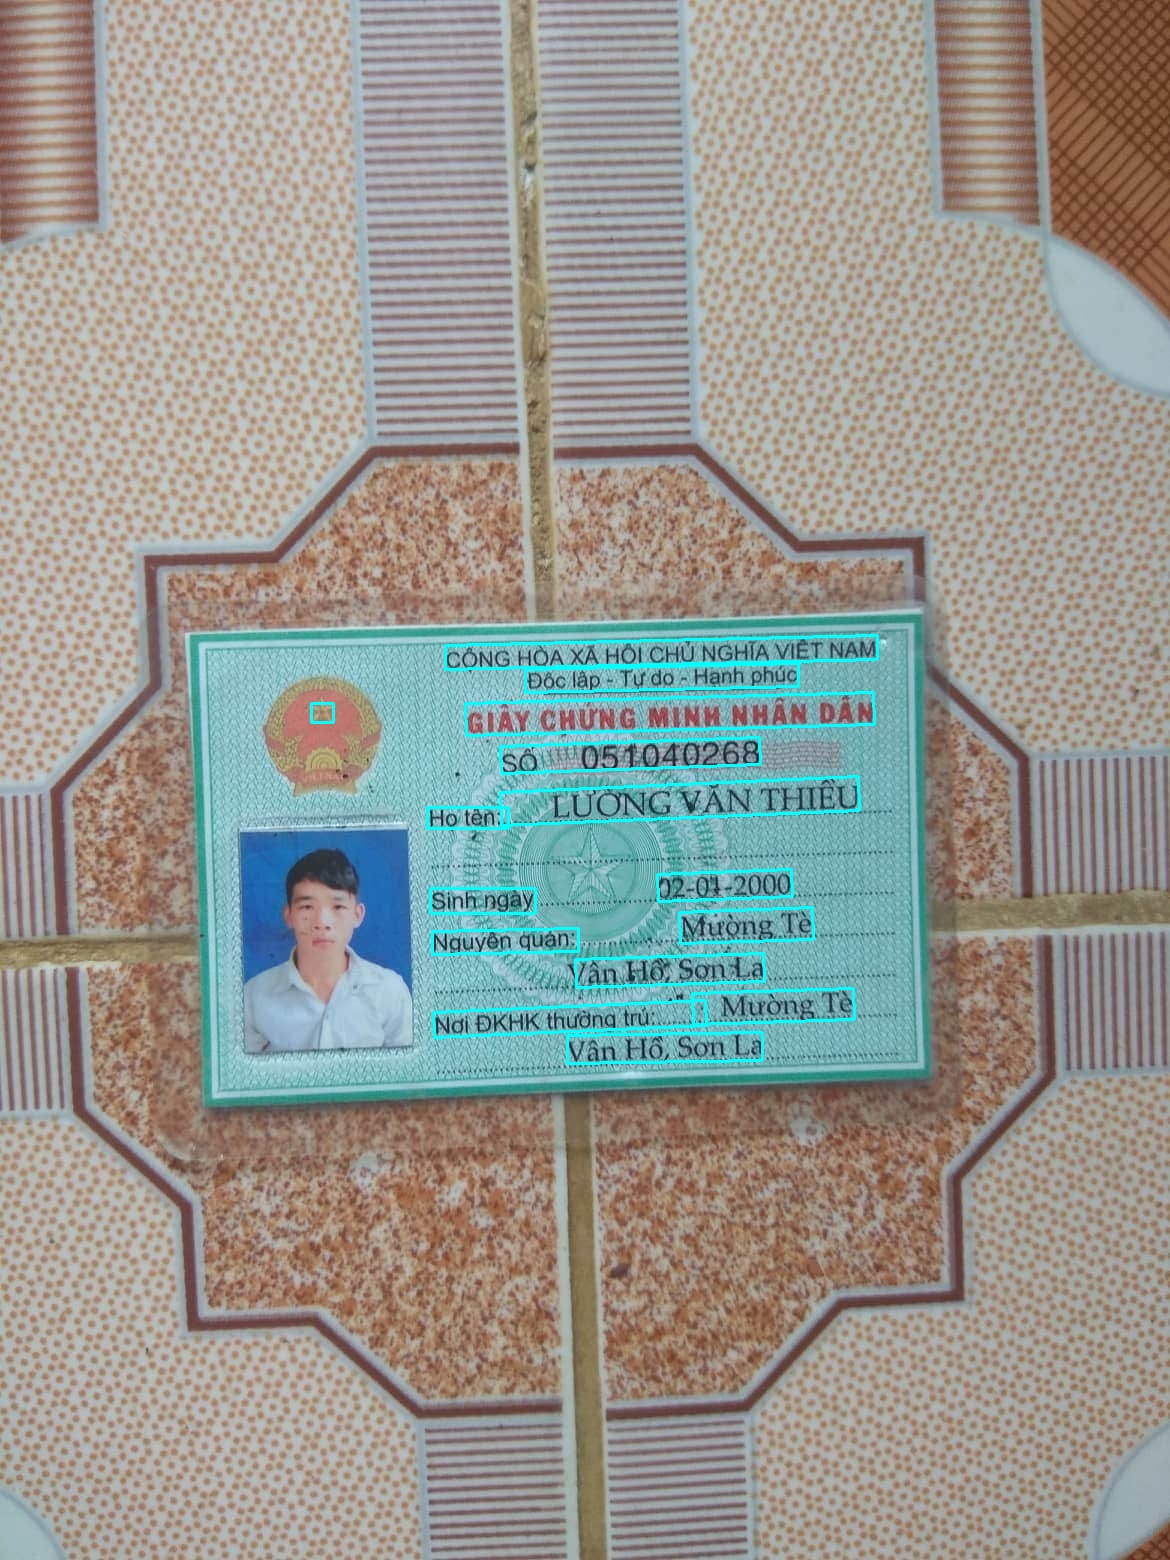 CỘNG HÒA XÃ HỘI CHỦ NGHĨA VIỆT NAM
Độc lập - Tự do - Hạnh phúc
GIẤY CHỨNG MINH NHÂN DÂN
SỐ 051040268
Họ tên: LƯỜNG VĂN THIỀU
Sinh ngày 02-01-2000
Nguyên quán: Mường Tè
Vân Hồ, Sơn La
Nơi ĐKHK thường trú: Mường Tè
Vân Hồ, Sơn La